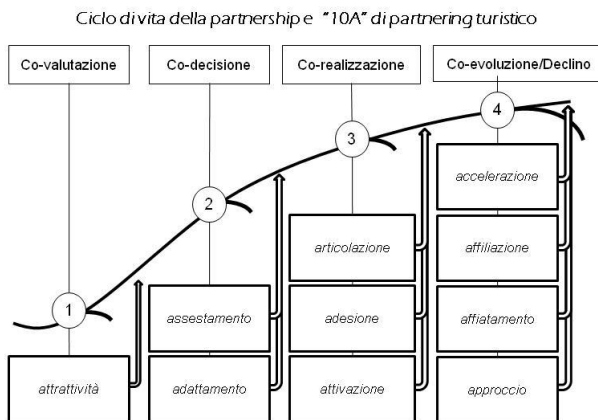 Ciclo di vita della partnership e “10A” di partnering turistico
Co-valutazione
Co-decisione
Co-realizzazione
Co-evoluzione/Declino
4
3
accelerazione
2
articolazione
affiliazione
1
assestamento
adesione
affiatamento
attrattività
adattamento
attivazione
approccio